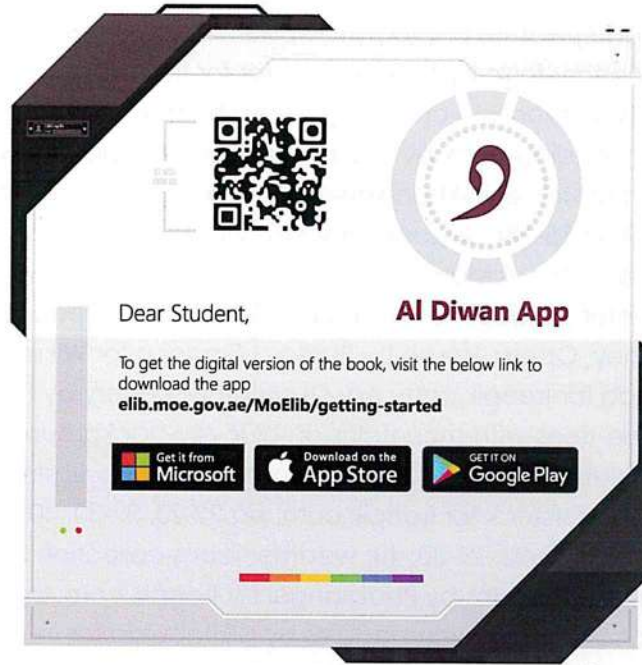 Al Diwan App
Dear Student,
To get the digital version of the book, visit the below link to
download the app
elib.moe.gov.ae/MoElib/getting-started
Get it from
Microsoft
Download on the
App Store
GET IT ON
Google Play